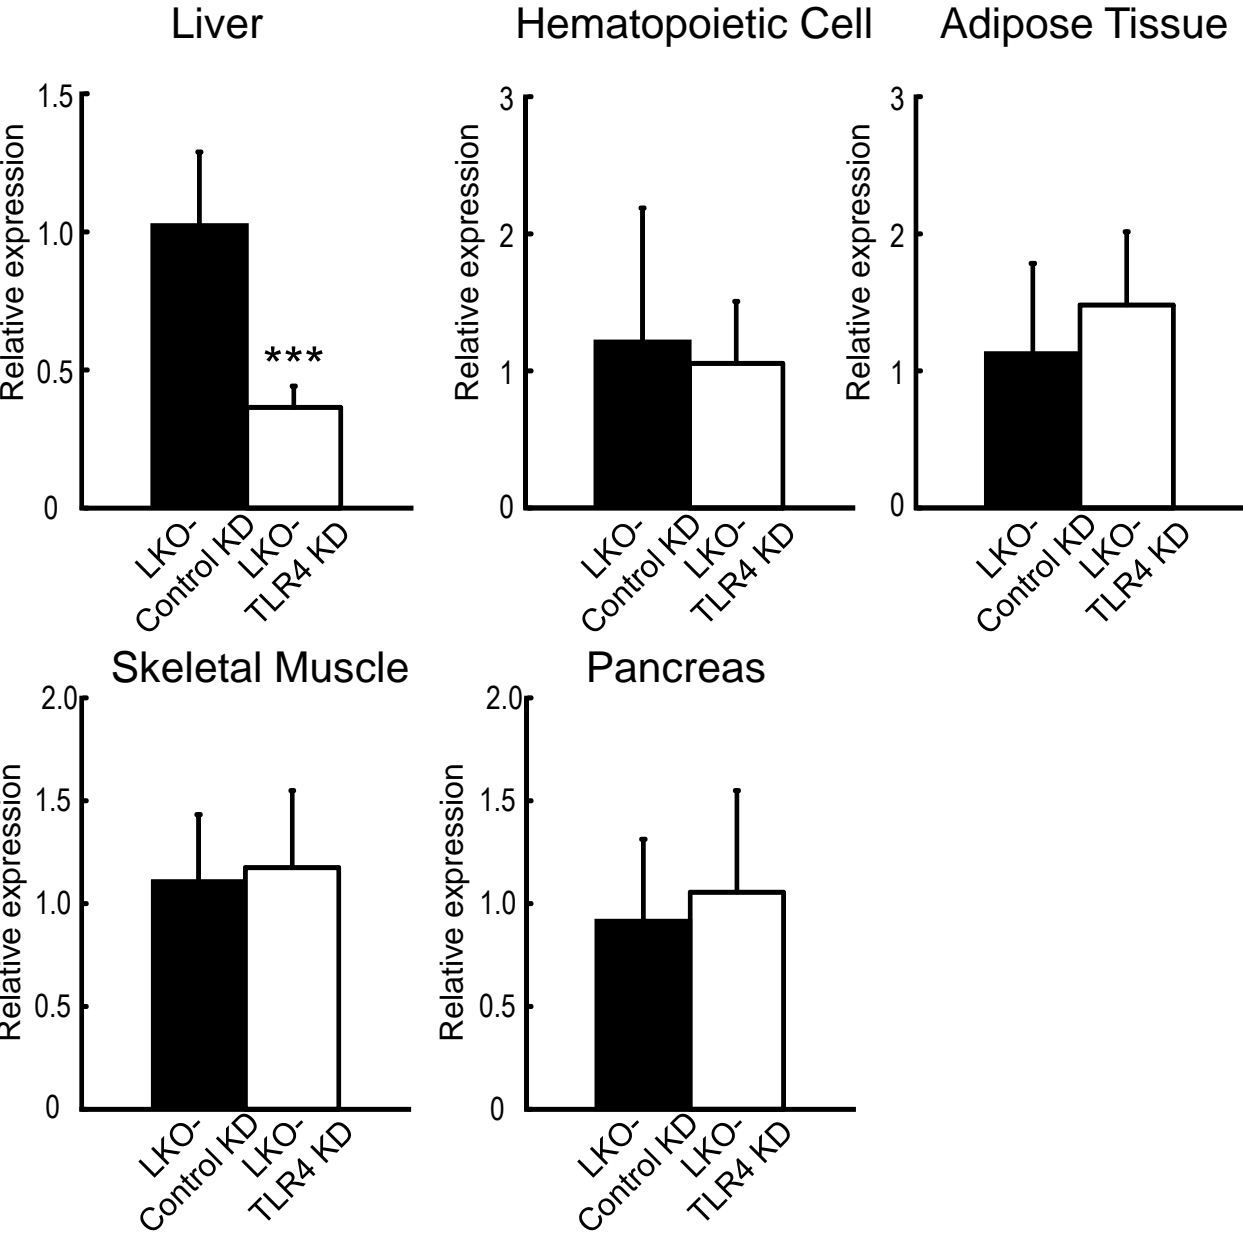 Liver
Relative expression
1.5
1.0
0.5
0
***
LKO-
Control KD
LKO-
TLR4 KD
Hematopoietic Cell
Relative expression
3
2
1
0
LKO-
Control KD
LKO-
TLR4 KD
Adipose Tissue
Relative expression
3
2
1
0
LKO-
Control KD
LKO-
TLR4 KD
Skeletal Muscle
Relative expression
2.0
1.5
1.0
0.5
0
LKO-
Control KD
LKO-
TLR4 KD
Pancreas
Relative expression
2.0
1.5
1.0
0.5
0
LKO-
Control KD
LKO-
TLR4 KD